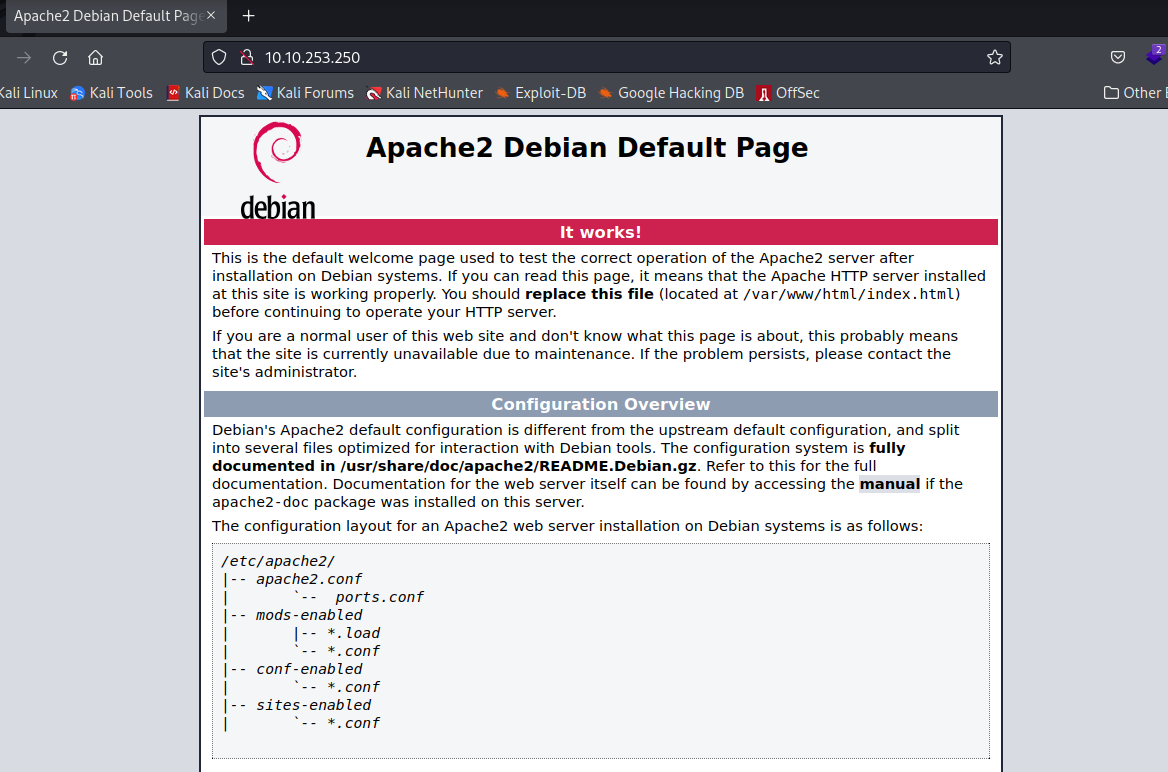 Apache2 Debian Default Page
10.10.253.250
2
Kali Linux Kali Tools Kali Docs Kali Forums Kali NetHunter Exploit-DB Google Hacking DB OffSec Other
debian
Apache2 Debian Default Page
It works!
This is the default welcome page used to test the correct operation of the Apache2 server after
installation on Debian systems. If you can read this page, it means that the Apache HTTP server installed
at this site is working properly. You should replace this file (located at /var/www/html/index.html)
before continuing to operate your HTTP server.
If you are a normal user of this web site and don't know what this page is about, this probably means
that the site is currently unavailable due to maintenance. If the problem persists, please contact the
site's administrator.
Configuration Overview
Debian's Apache2 default configuration is different from the upstream default configuration, and split
into several files optimized for interaction with Debian tools. The configuration system is fully
documented in /usr/share/doc/apache2/README.Debian.gz. Refer to this for the full
documentation. Documentation for the web server itself can be found by accessing the manual if the
apache2-doc package was installed on this server.
The configuration layout for an Apache2 web server installation on Debian systems is as follows:
/etc/apache2/
|-- apache2.conf
|       `--  ports.conf
|-- mods-enabled
|       |-- *.load
|       `-- *.conf
|-- conf-enabled
|       `-- *.conf
|-- sites-enabled
|       `-- *.conf